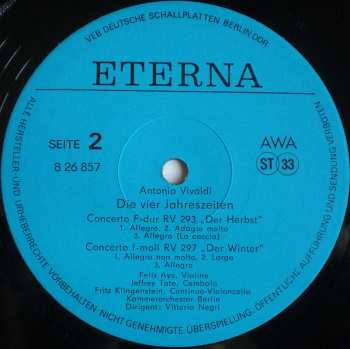 VEB DEUTSCHE SCHALLPLATTEN BERLIN DDR
ETERNA
SEITE 2
8 26 857
AWA
ST 33
Antonio Vivaldi
Die vier Jahreszeiten
Concerto F-dur RV 293 „Der Herbst"
1. Allegro, 2. Adagio molto
3. Allegro (La caccia)
Concerto f-moll RV 297 „Der Winter"
1. Allegro non molto, 2. Largo
3. Allegro
Felix Ayo, Violine
Jeffrey Tate, Cembalo
Fritz Klingenstein, Continuo-Violoncello
Kammerorchester Berlin
Dirigent: Vittorio Negri
ALLE HERSTELLER- UND URHEBERRECHTE VORBEHALTEN NICHT GENEHMIGTE ÜBERSPIELUNG, ÖFFENTLICHE AUFFÜHRUNG UND SENDUNG VERBOTEN